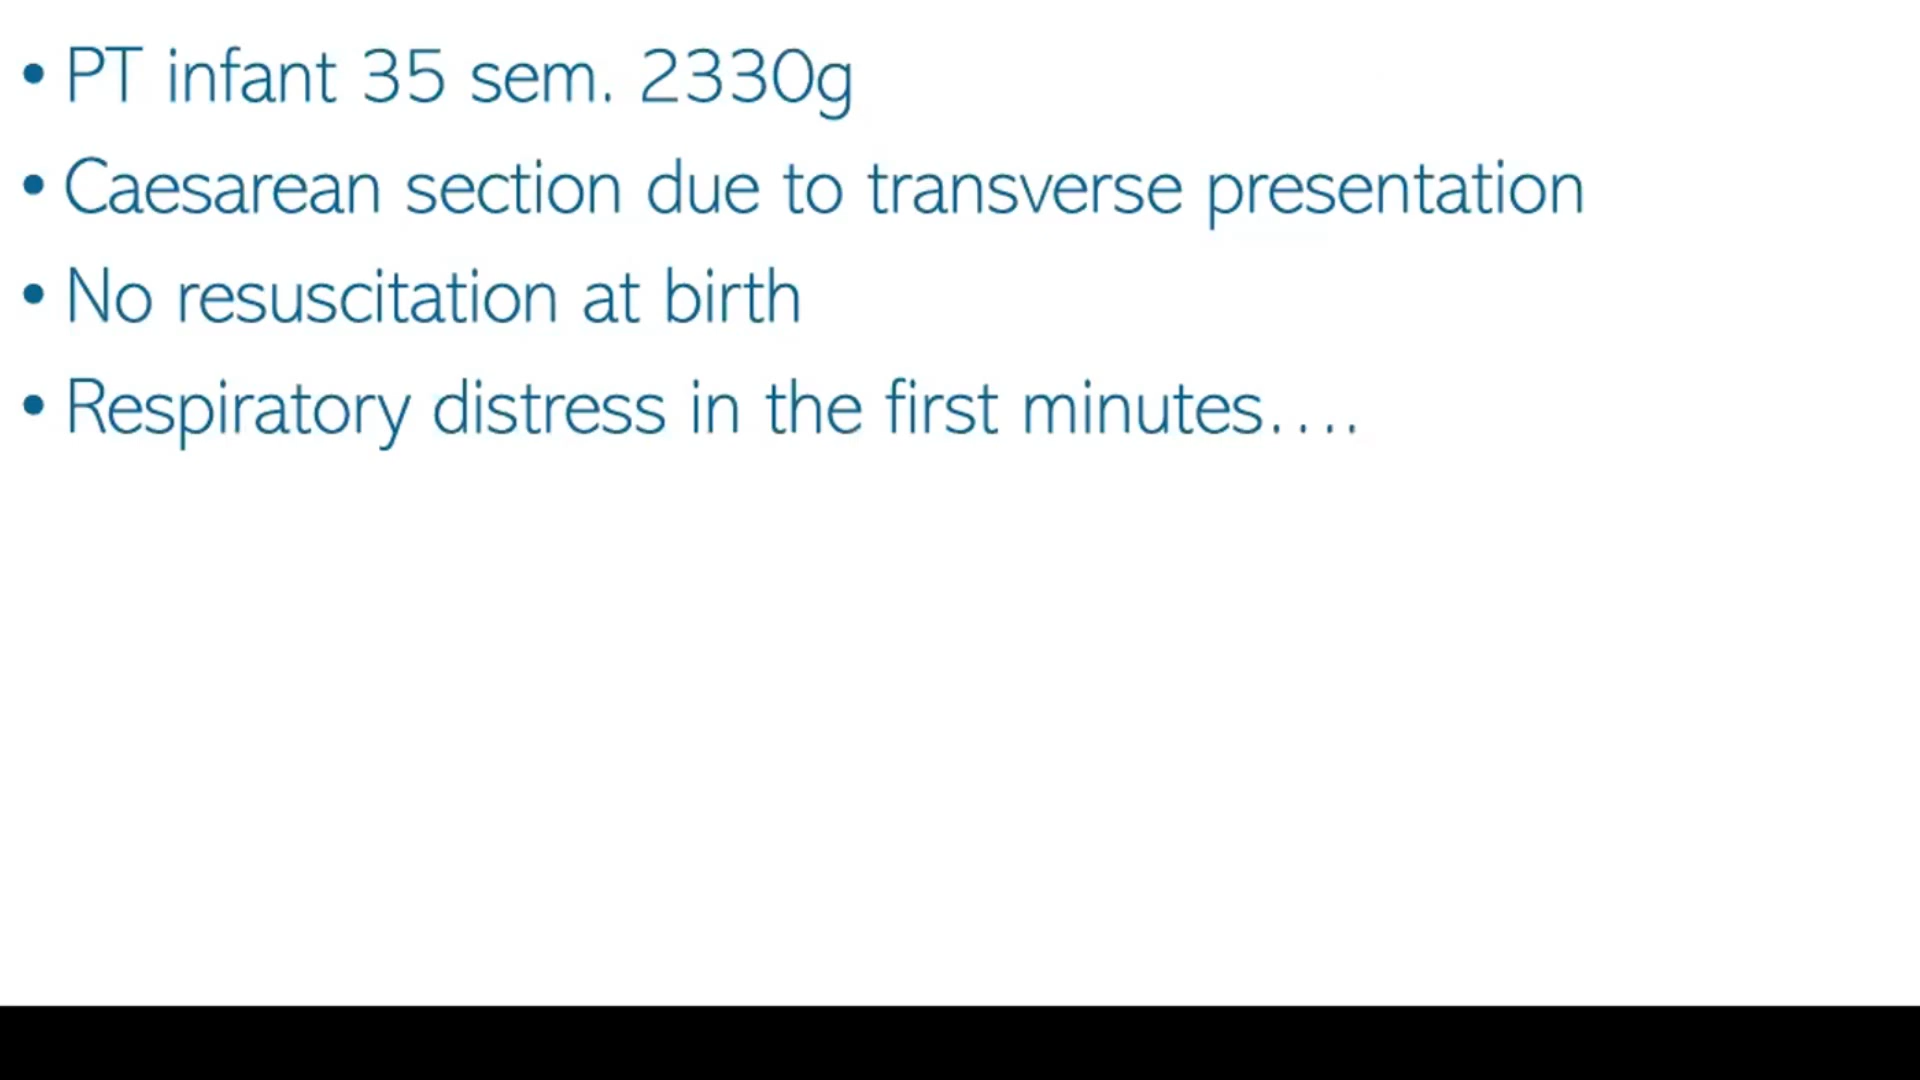 • PT infant 35 sem. 2330g
• Caesarean section due to transverse presentation
• No resuscitation at birth
• Respiratory distress in the first minutes….